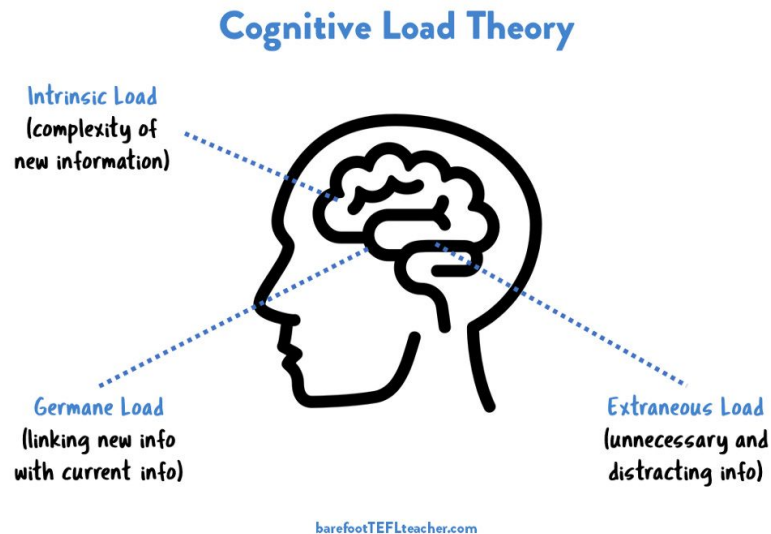 Cognitive Load Theory
Intrinsic Load
(complexity of
new information)
Germane Load
(linking new info
with current info)
Extraneous Load
(unnecessary and
distracting info)
barefootTEFLteacher.com